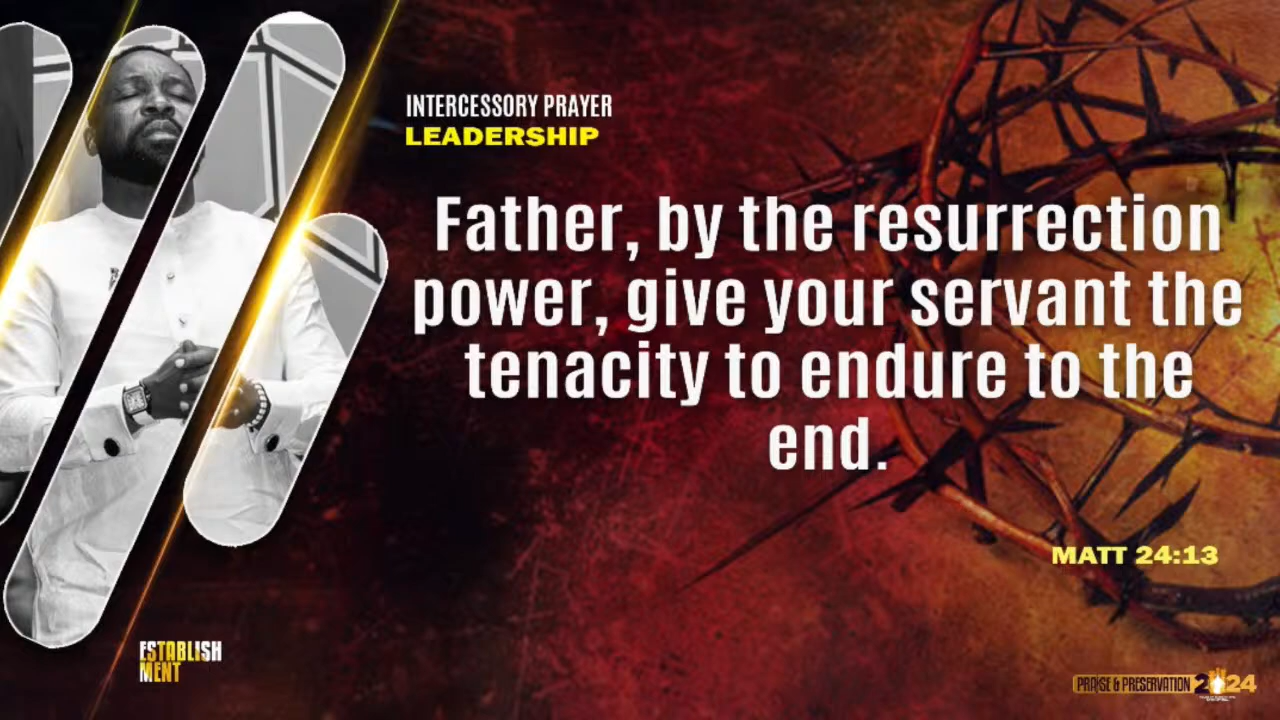 INTERCESSORY PRAYER
LEADERSHIP
Father, by the resurrection
power, give your servant the
tenacity to endure to the
end.
MATT 24:13
ESTABLISH
MENT
PRAISE & PRESERVATION 2024